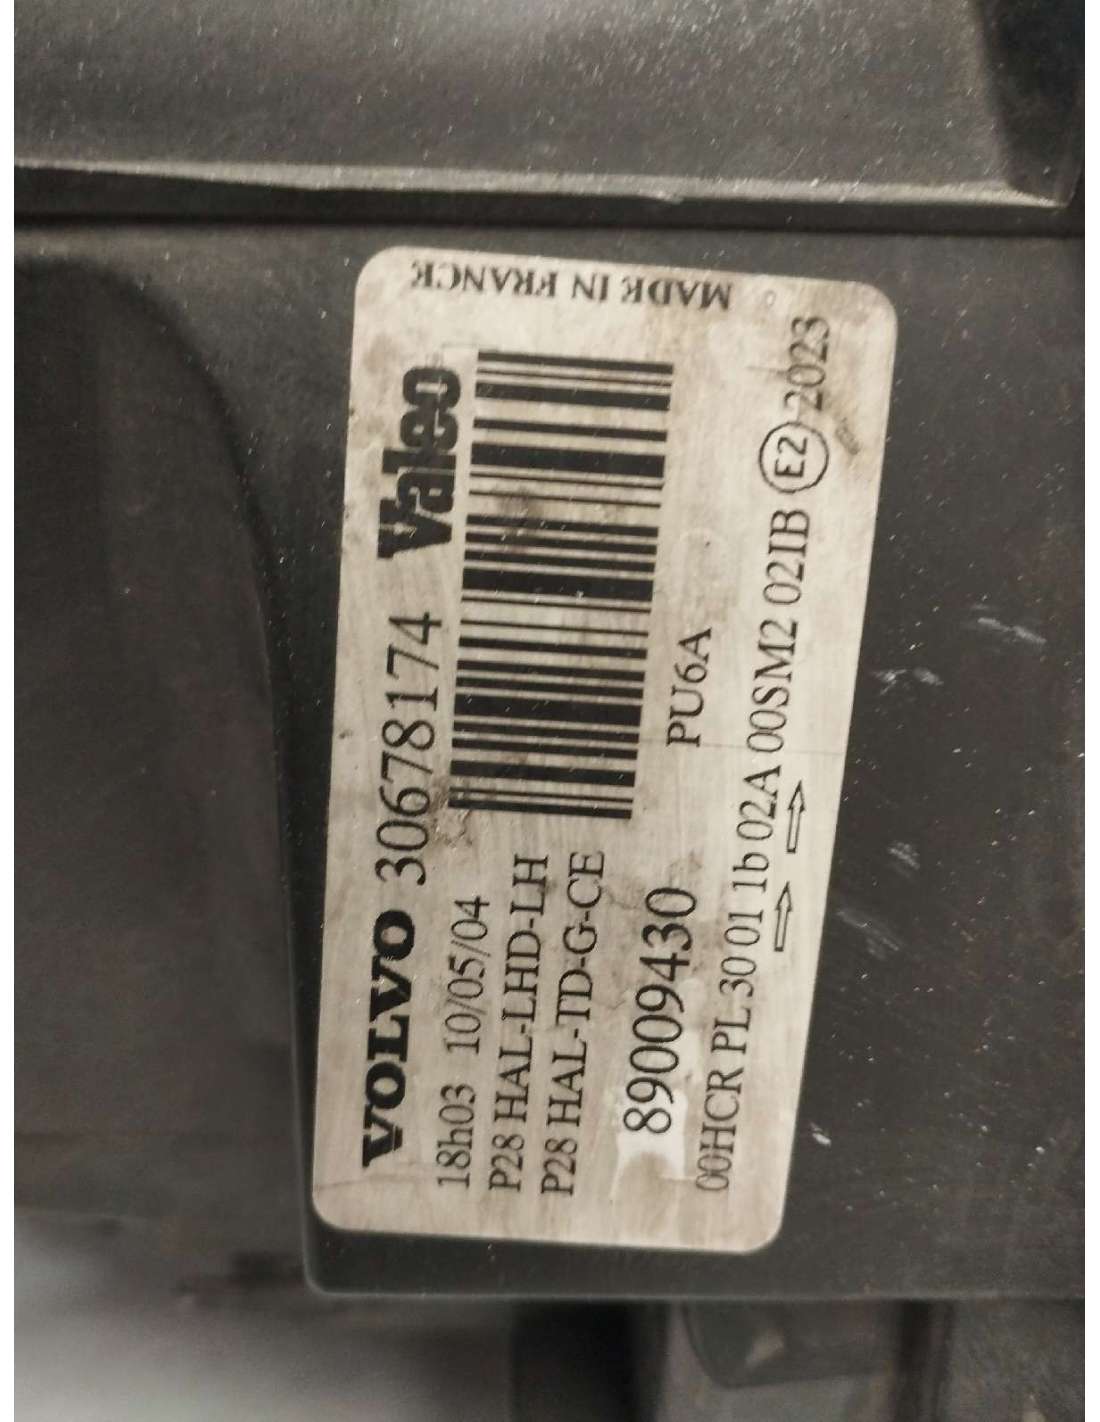 VOLVO 30678174 Valeo
18h03 10/05/04
P28 HAL-LHD-LH
P28 HAL-TD-G-CE
89009430
PU6A
00HCR PL 30 01 1b 02A 00SM2 02IB E2 2023
MADE IN FRANCE